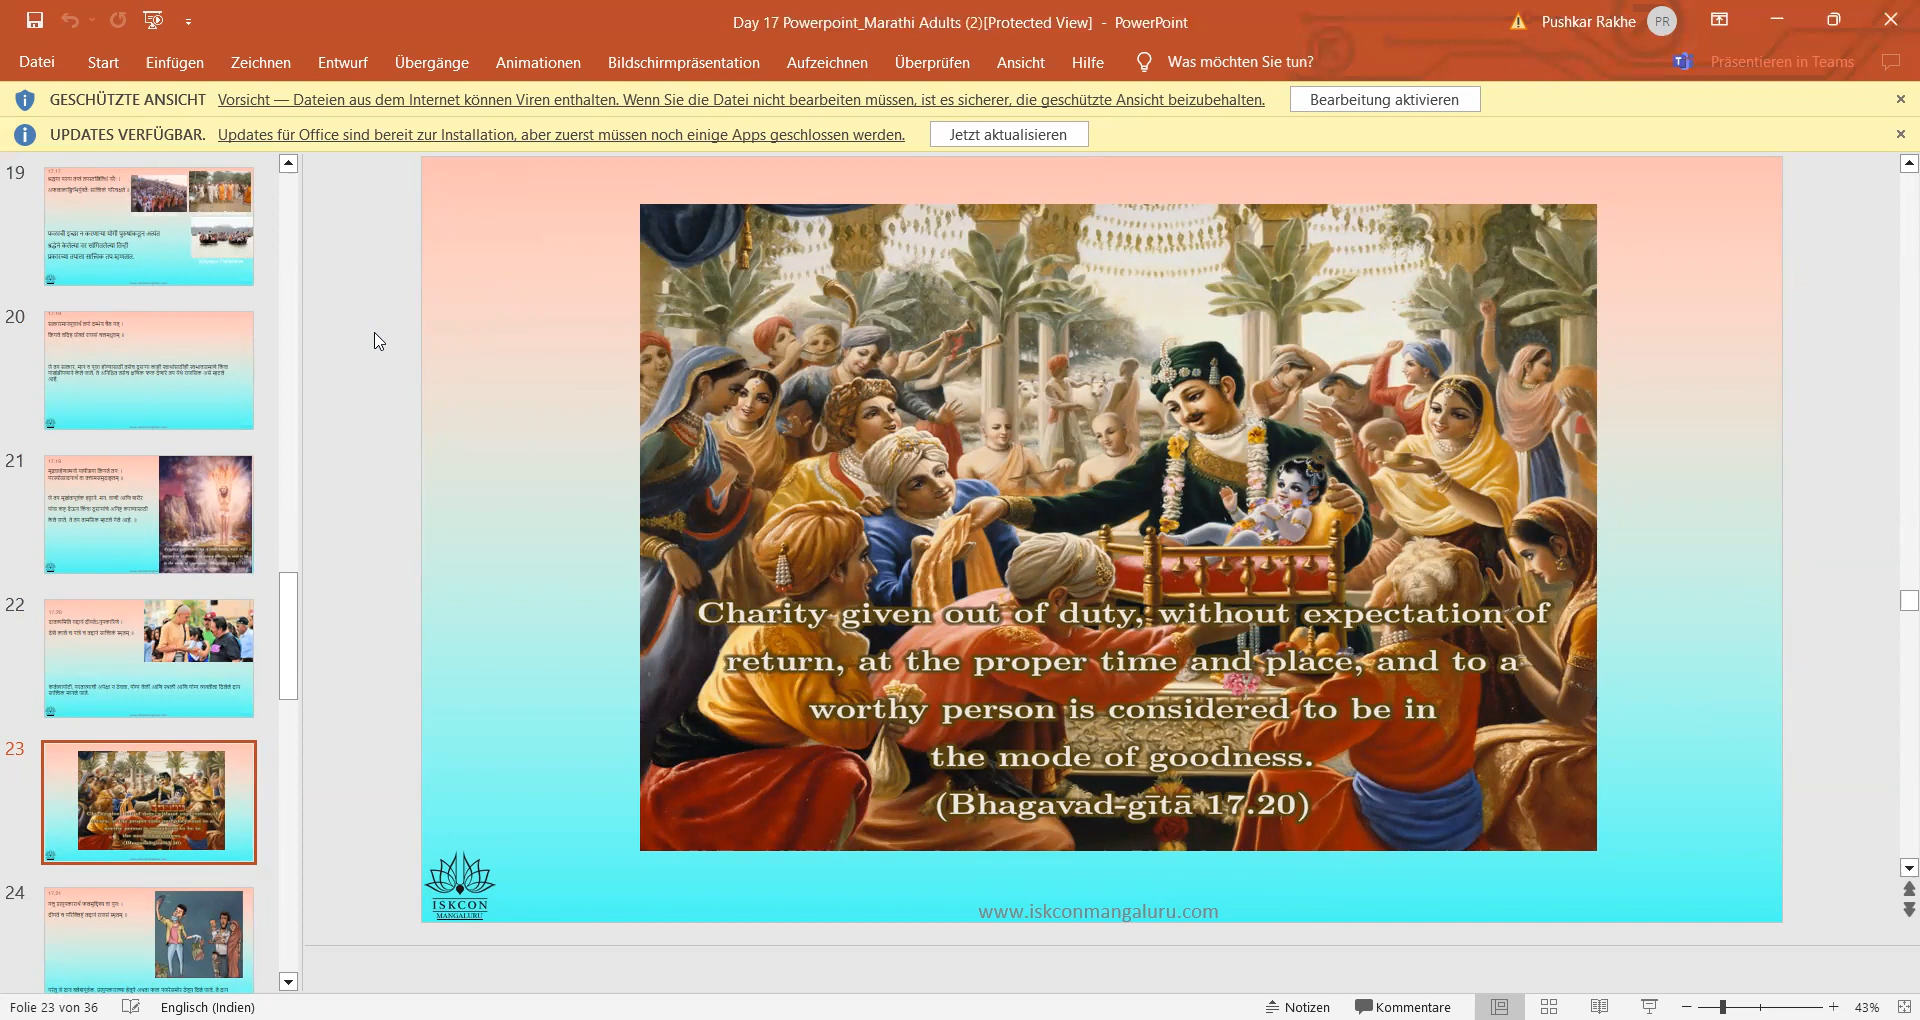 Day 17 Powerpoint_Marathi Adults (2)[Protected View] - PowerPoint
Pushkar Rakhe PR
Datei Start Einfügen Zeichnen Entwurf Übergänge Animationen Bildschirmpräsentation Aufzeichnen Überprüfen Ansicht Hilfe Was möchten Sie tun? Präsentieren in Teams
GESCHÜTZTE ANSICHT Vorsicht — Dateien aus dem Internet können Viren enthalten. Wenn Sie die Datei nicht bearbeiten müssen, ist es sicherer, die geschützte Ansicht beizubehalten. Bearbeitung aktivieren
UPDATES VERFÜGBAR. Updates für Office sind bereit zur Installation, aber zuerst müssen noch einige Apps geschlossen werden. Jetzt aktualisieren
19
20
21
22
23
24
Charity given out of duty, without expectation of
return, at the proper time and place, and to a
worthy person is considered to be in
the mode of goodness.
(Bhagavad-gītā 17.20)
ISKCON
MANGALURU
www.iskconmangaluru.com
Folie 23 von 36 Englisch (Indien) Notizen Kommentare 43%